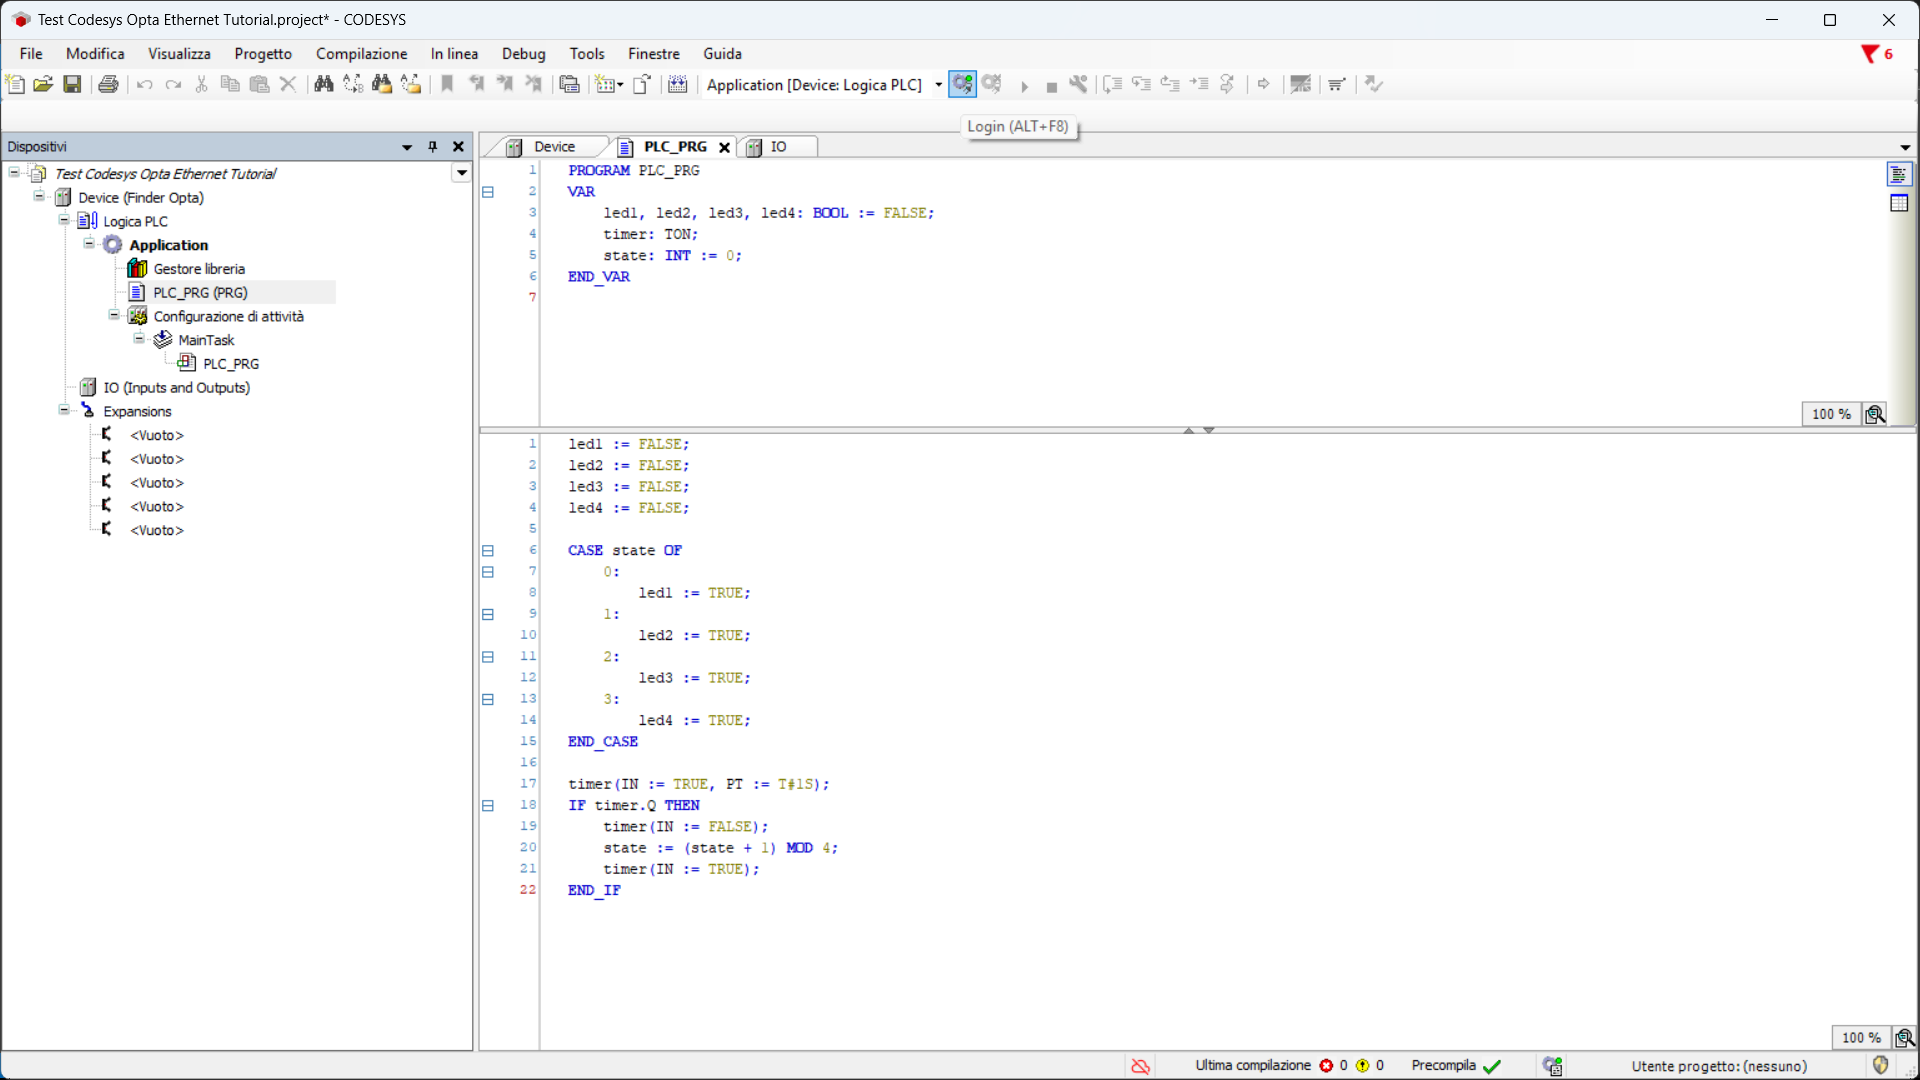 Test Codesys Opta Ethernet Tutorial.project* - CODESYS
File Modifica Visualizza Progetto Compilazione In linea Debug Tools Finestre Guida
6
Application [Device: Logica PLC]
Login (ALT+F8)
Dispositivi
Test Codesys Opta Ethernet Tutorial
Device (Finder Opta)
Logica PLC
Application
Gestore libreria
PLC_PRG (PRG)
Configurazione di attività
MainTask
PLC_PRG
IO (Inputs and Outputs)
Expansions
<Vuoto>
<Vuoto>
<Vuoto>
<Vuoto>
<Vuoto>
Device PLC_PRG IO
1 PROGRAM PLC_PRG
2 VAR
3 led1, led2, led3, led4: BOOL := FALSE;
4 timer: TON;
5 state: INT := 0;
6 END_VAR
7
100 %
1 led1 := FALSE;
2 led2 := FALSE;
3 led3 := FALSE;
4 led4 := FALSE;
5
6 CASE state OF
7 0:
8 led1 := TRUE;
9 1:
10 led2 := TRUE;
11 2:
12 led3 := TRUE;
13 3:
14 led4 := TRUE;
15 END_CASE
16
17 timer(IN := TRUE, PT := T#1S);
18 IF timer.Q THEN
19 timer(IN := FALSE);
20 state := (state + 1) MOD 4;
21 timer(IN := TRUE);
22 END_IF
100 %
Ultima compilazione 0 0 Precompila Utente progetto: (nessuno)